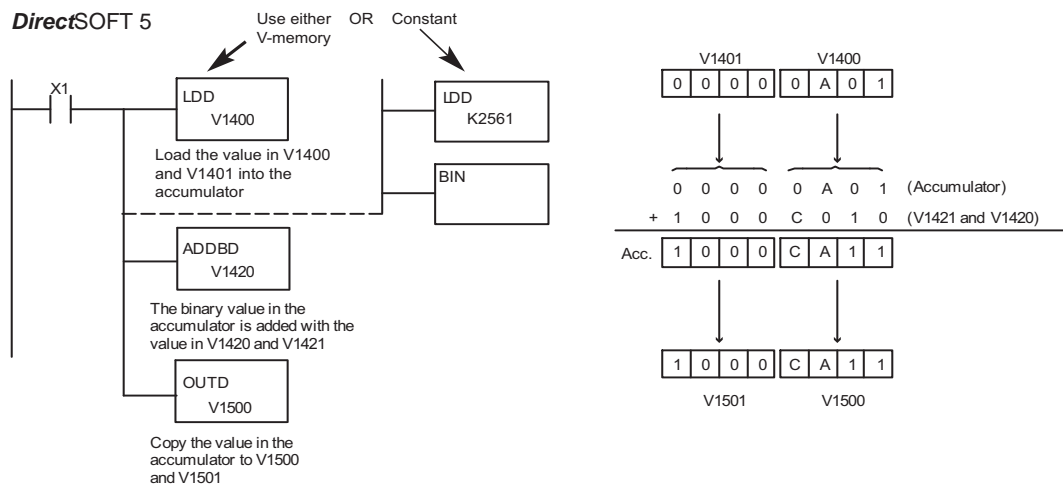 DirectSOFT 5
Use either OR Constant
V-memory
X1
LDD
V1400
Load the value in V1400
and V1401 into the
accumulator
LDD
K2561
BIN
ADDBD
V1420
The binary value in the
accumulator is added with the
value in V1420 and V1421
OUTD
V1500
Copy the value in the
accumulator to V1500
and V1501
V1401 V1400
0 0 0 0 0 A 0 1
0 0 0 0 0 A 0 1 (Accumulator)
+ 1 0 0 0 C 0 1 0 (V1421 and V1420)
Acc. 1 0 0 0 C A 1 1
1 0 0 0 C A 1 1
V1501 V1500